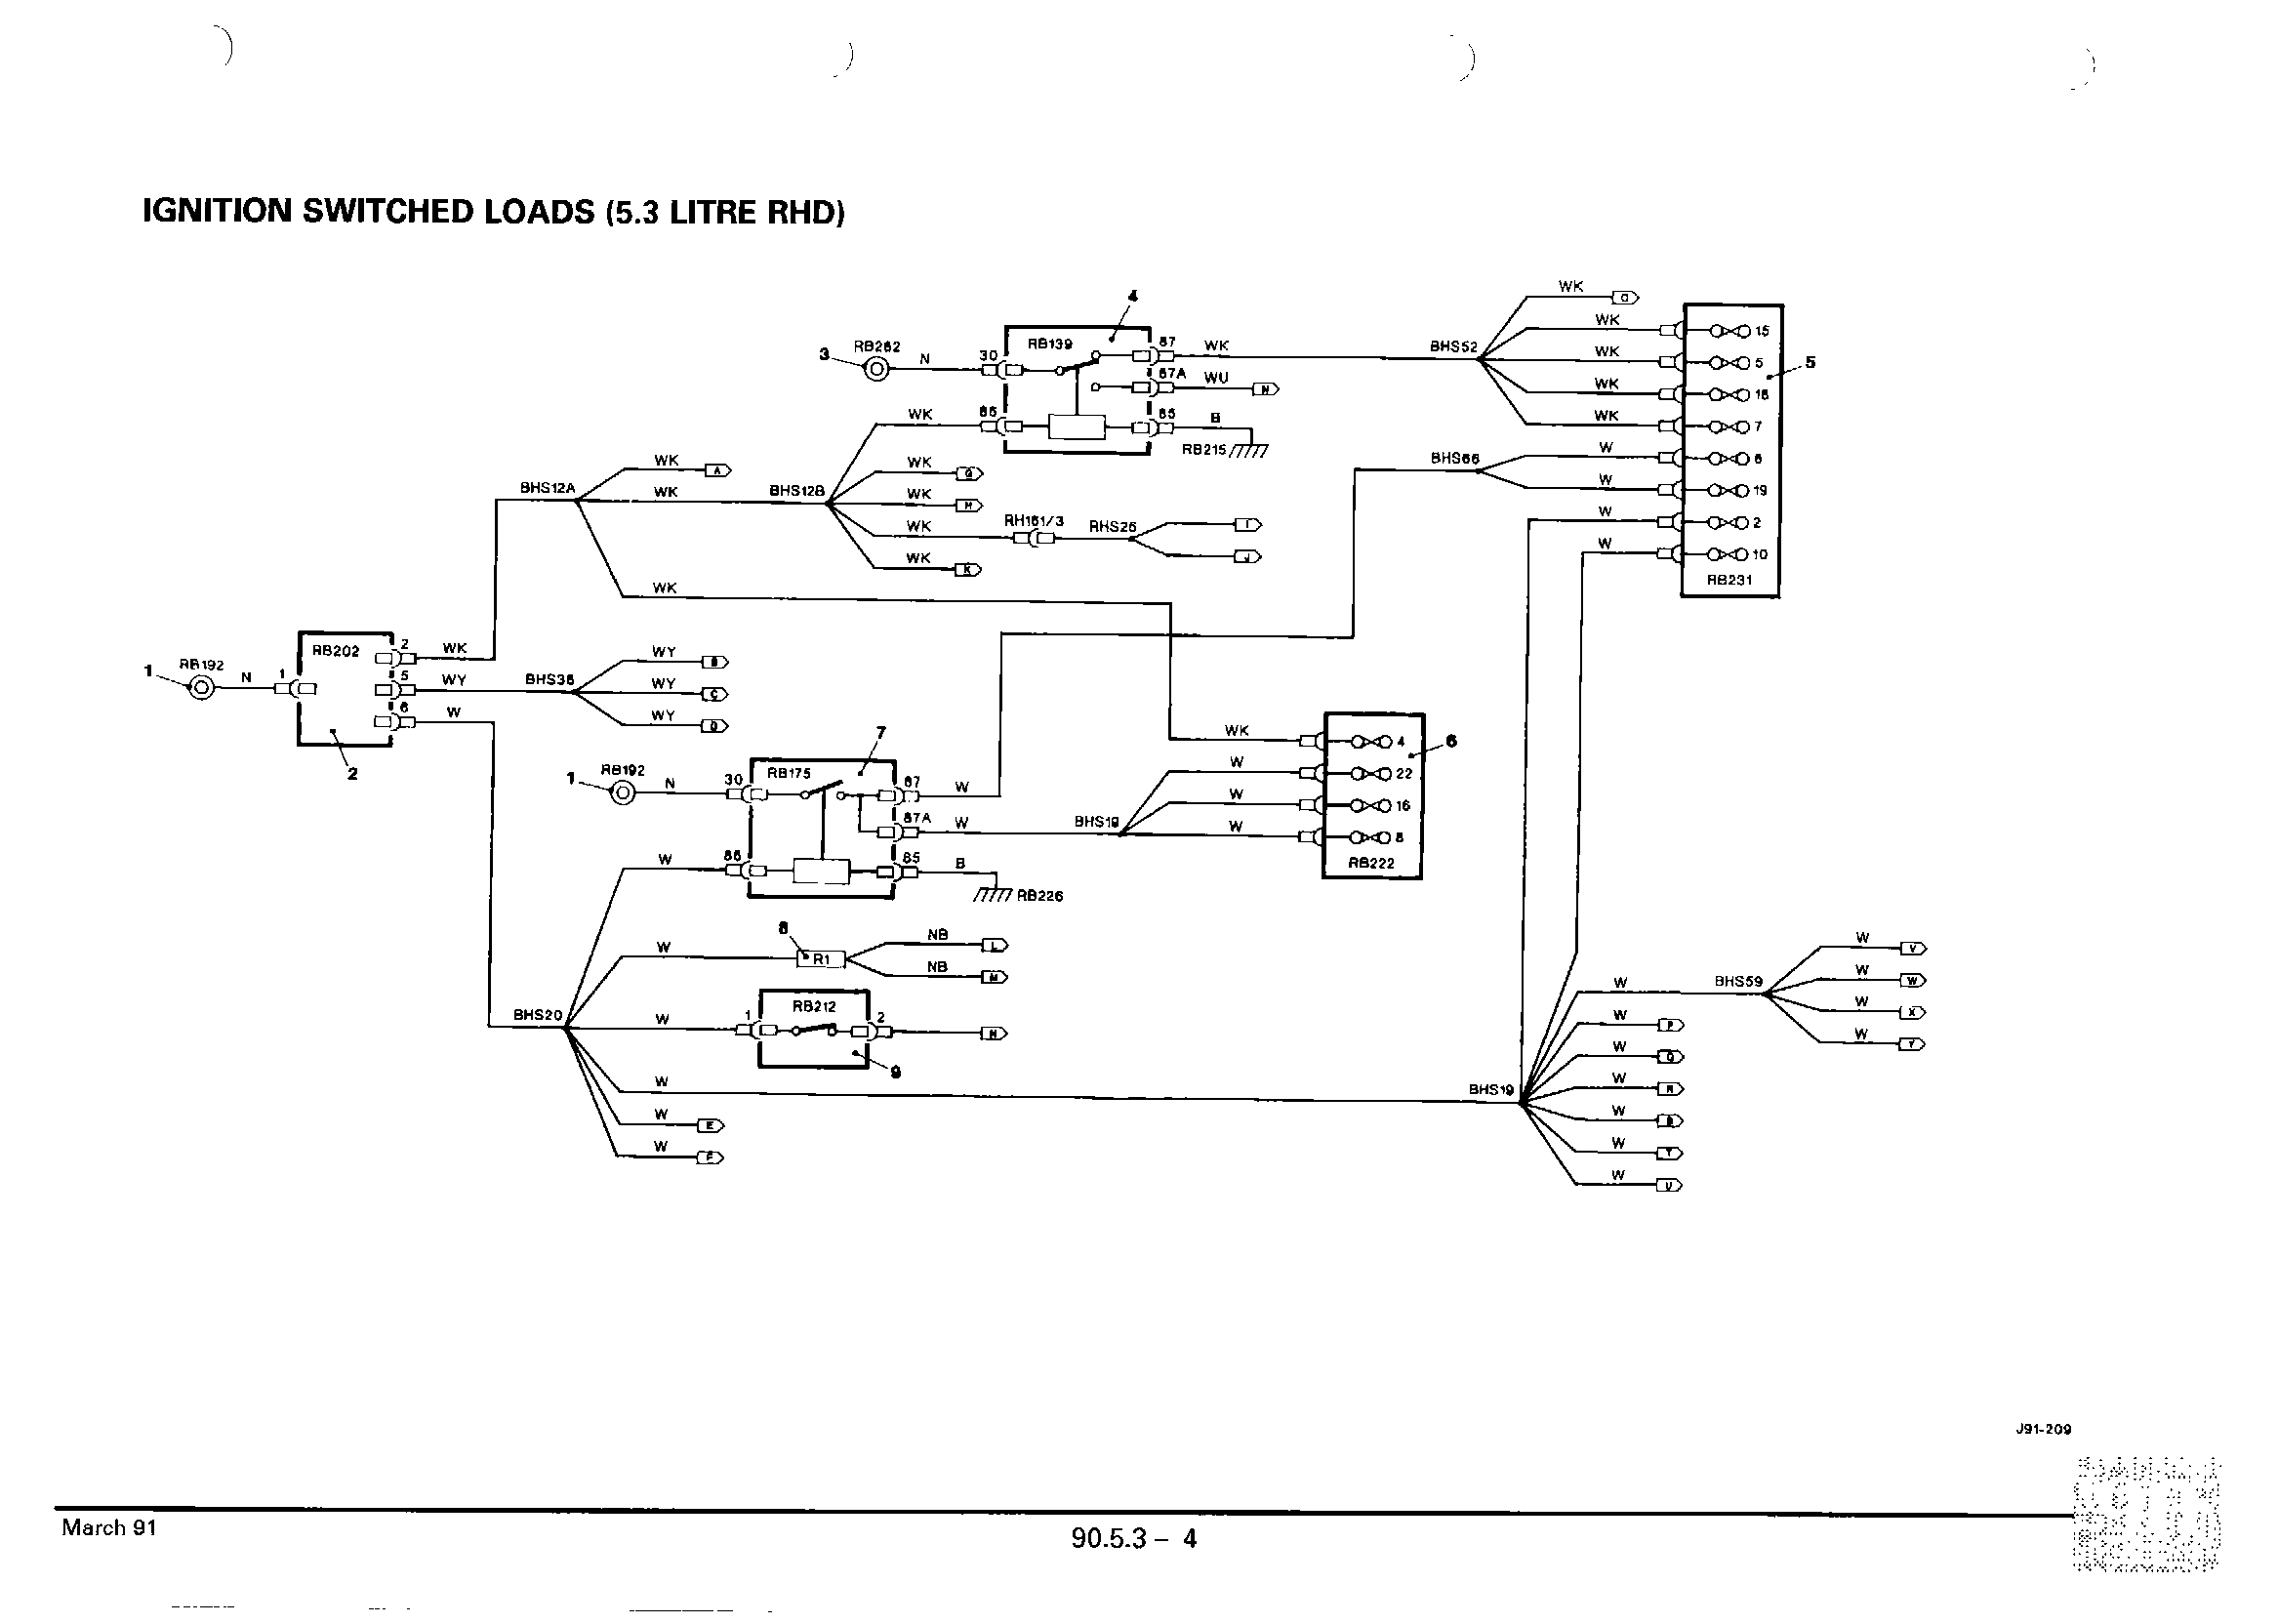 IGNITION SWITCHED LOADS (5.3 LITRE RHD)
WK
4
WK 15
RB139
87
WK
BHS52
WK 5
5
3
RB262
N
30
87A
WU
N
WK 18
86
85
B
WK
WK 7
RB215
W 6
BHS66
WK
A
WK
G
W 19
BHS12A
WK
BHS12B
WK
H
W 2
WK
RH161/3
RHS26
I
W 10
WK
K
J
RB231
WK
RB202
2
WK
WY
B
1
RB192
N
1
5
WY
BHS36
WY
C
6
W
WY
D
2
7
WK 4
6
1
RB192
N
30
RB175
87
W
W 22
87A
W
BHS19
W 16
W 8
W
86
85
B
RB222
RB226
8
NB
L
W
R1
NB
M
W
V
BHS59
W
W
W
RB212
W
X
BHS20
W
1
2
N
W
P
W
Y
9
W
Q
W
BHS19
W
R
W
E
W
W
F
W
T
W
U
J91-209
March 91
90.5.3 – 4